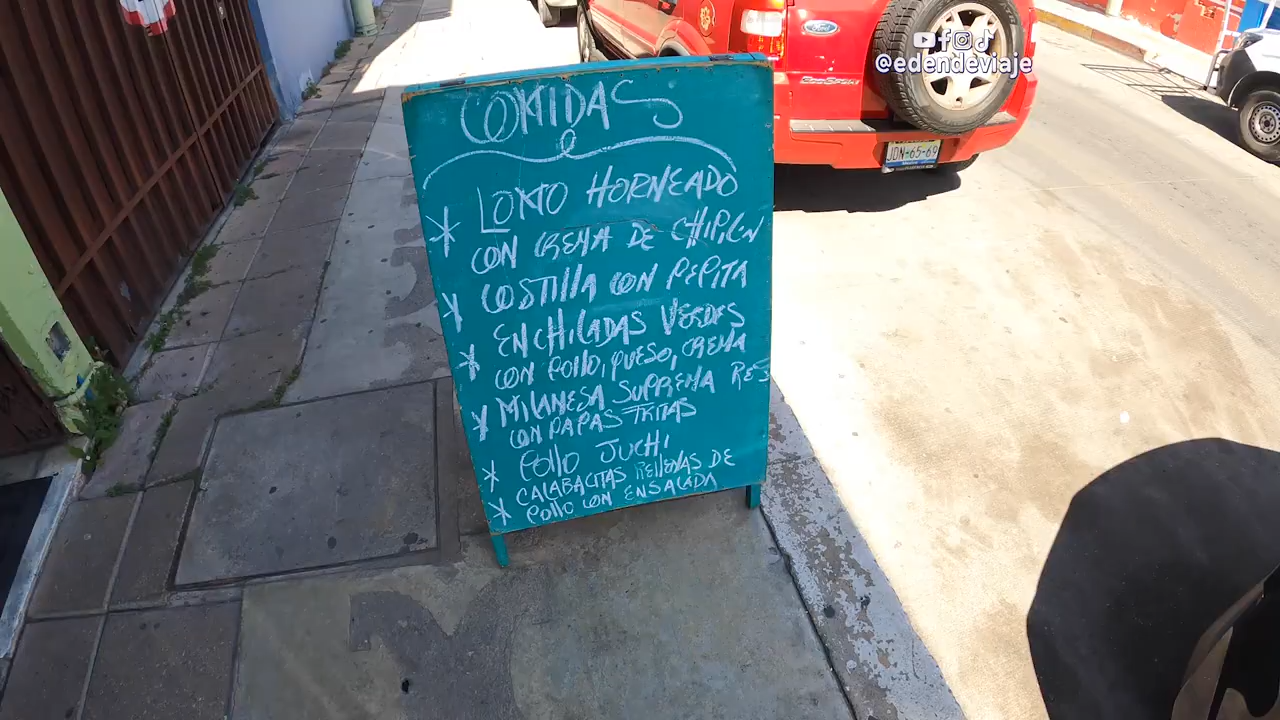 @edendeviaje
Ford
EcoSport
JDN-65-69
COMIDAS
* LOMO HORNEADO
CON CREMA DE CHIPILIN
* COSTILLA CON PEPITA
* ENCHILADAS VERDES
CON POLLO, QUESO, CREMA
* MILANESA SUPREMA RES
CON PAPAS FRITAS
* POLLO JUCHI
* CALABACITAS RELLENAS DE
POLLO CON ENSALADA